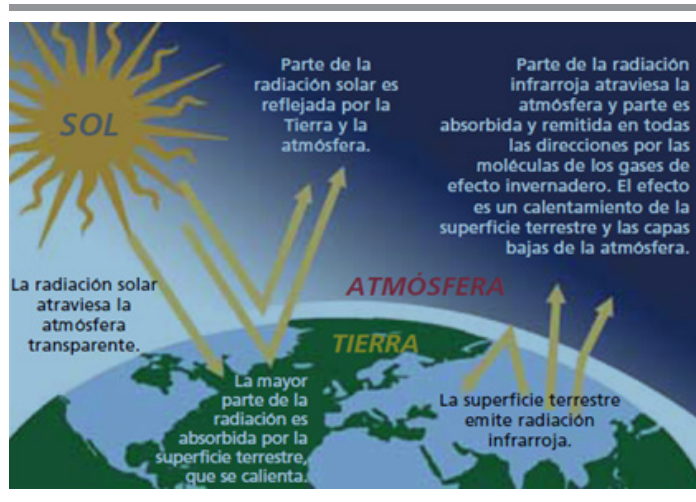 SOL
Parte de la
radiación solar es
reflejada por la
Tierra y la
atmósfera.
Parte de la radiación
infrarroja atraviesa la
atmósfera y parte es
absorbida y remitida en todas
las direcciones por las
moléculas de los gases de
efecto invernadero. El efecto
es un calentamiento de la
superficie terrestre y las capas
bajas de la atmósfera.
La radiación solar
atraviesa la
atmósfera
transparente.
ATMÓSFERA
TIERRA
La mayor
parte de la
radiación es
absorbida por la
superficie terrestre,
que se calienta.
La superficie terrestre
emite radiación
infrarroja.